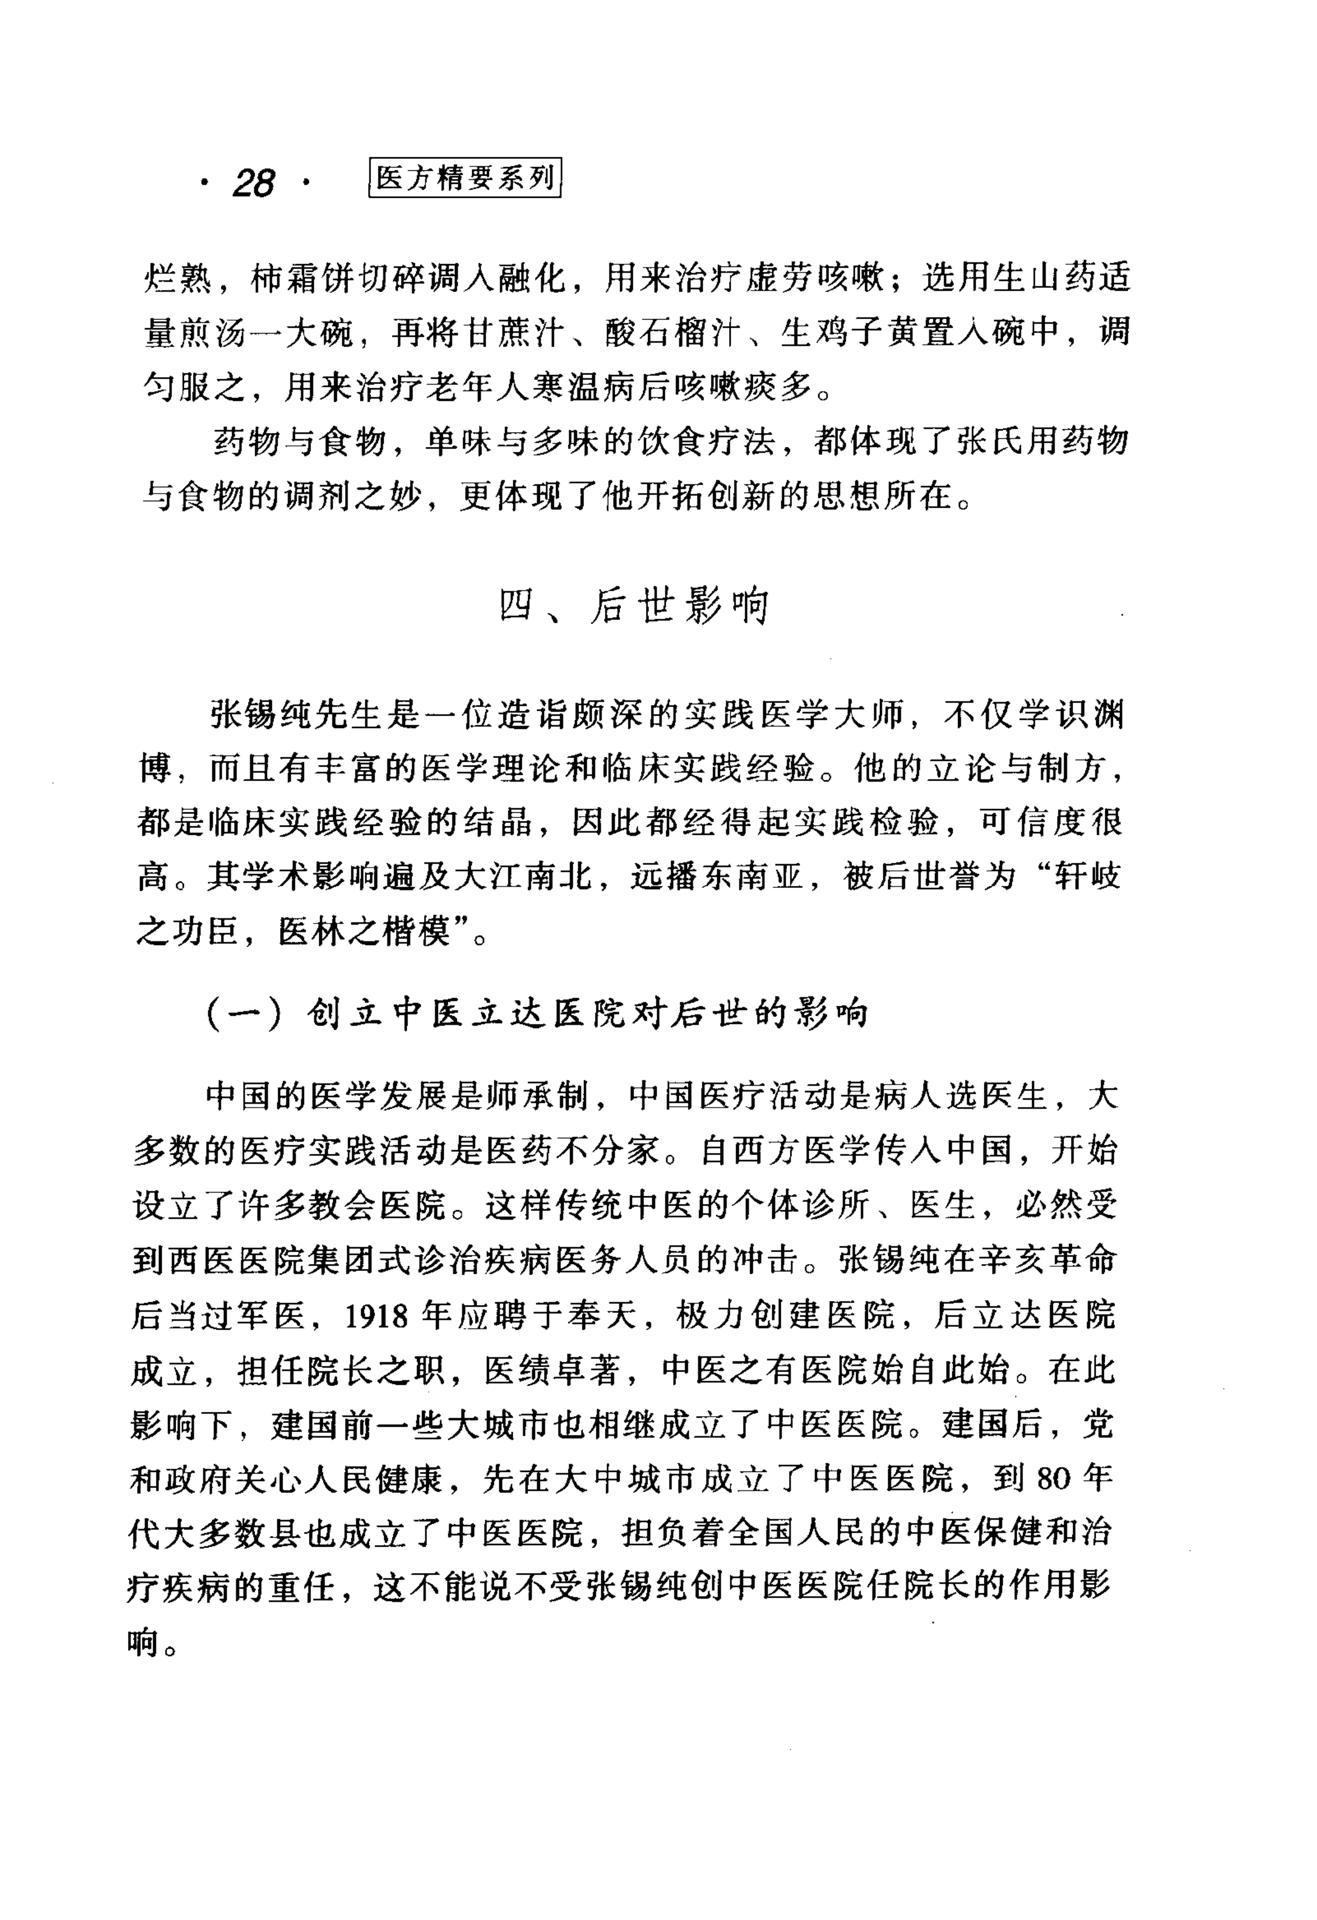 · 28 · 医方精要系列
烂熟，柿霜饼切碎调入融化，用来治疗虚劳咳嗽；选用生山药适
量煎汤一大碗，再将甘蔗汁、酸石榴汁、生鸡子黄置入碗中，调
匀服之，用来治疗老年人寒温病后咳嗽痰多。
药物与食物，单味与多味的饮食疗法，都体现了张氏用药物
与食物的调剂之妙，更体现了他开拓创新的思想所在。
四、后世影响
张锡纯先生是一位造诣颇深的实践医学大师，不仅学识渊
博，而且有丰富的医学理论和临床实践经验。他的立论与制方，
都是临床实践经验的结晶，因此都经得起实践检验，可信度很
高。其学术影响遍及大江南北，远播东南亚，被后世誉为“轩岐
之功臣，医林之楷模”。
(一) 创立中医立达医院对后世的影响
中国的医学发展是师承制，中国医疗活动是病人选医生，大
多数的医疗实践活动是医药不分家。自西方医学传入中国，开始
设立了许多教会医院。这样传统中医的个体诊所、医生，必然受
到西医医院集团式诊治疾病医务人员的冲击。张锡纯在辛亥革命
后当过军医，1918 年应聘于奉天，极力创建医院，后立达医院
成立，担任院长之职，医绩卓著，中医之有医院始自此始。在此
影响下，建国前一些大城市也相继成立了中医医院。建国后，党
和政府关心人民健康，先在大中城市成立了中医医院，到 80 年
代大多数县也成立了中医医院，担负着全国人民的中医保健和治
疗疾病的重任，这不能说不受张锡纯创中医医院任院长的作用影
响。